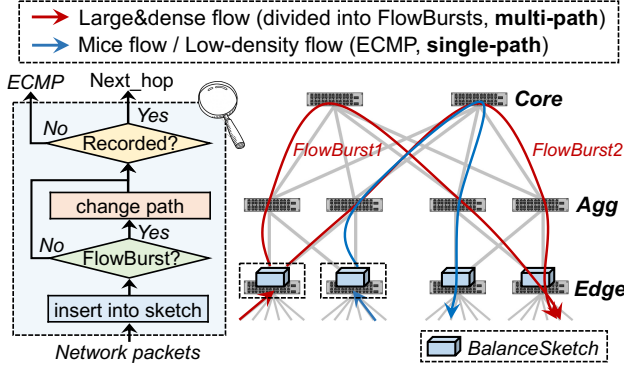 Large&dense flow (divided into FlowBursts, multi-path)
Mice flow / Low-density flow (ECMP, single-path)
ECMP
Next_hop
No
Yes
Recorded?
change path
No
Yes
FlowBurst?
insert into sketch
Network packets
Core
FlowBurst1
FlowBurst2
Agg
Edge
BalanceSketch